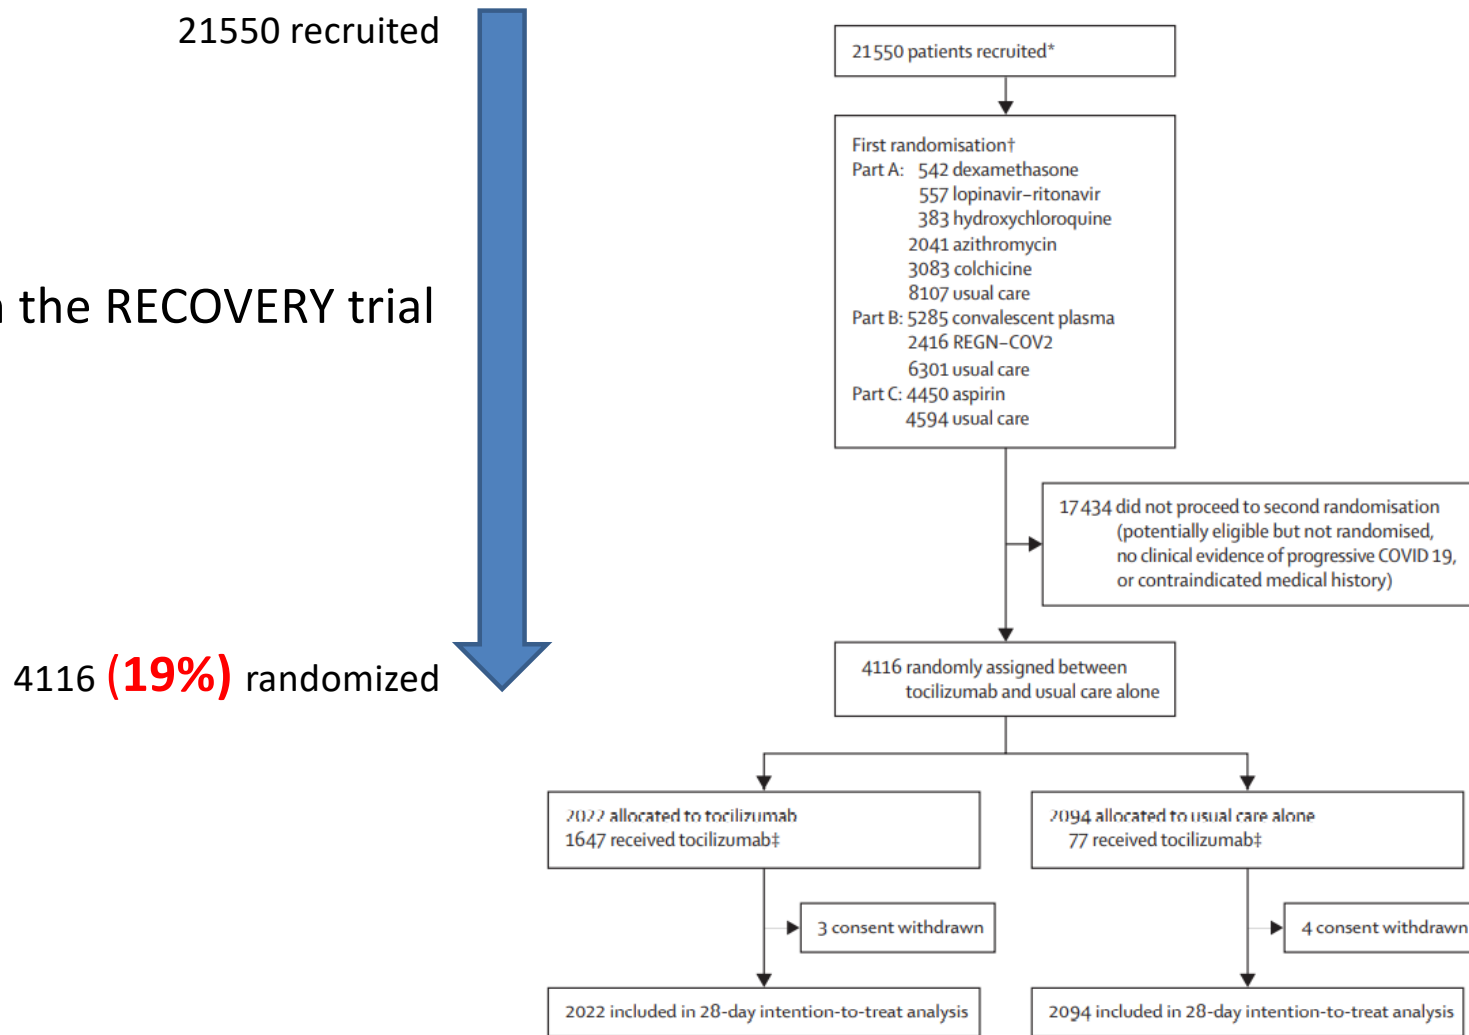 21550 recruited
n the RECOVERY trial
4116 (19%) randomized
21550 patients recruited*
First randomisation†
Part A: 542 dexamethasone
557 lopinavir–ritonavir
383 hydroxychloroquine
2041 azithromycin
3083 colchicine
8107 usual care
Part B: 5285 convalescent plasma
2416 REGN–COV2
6301 usual care
Part C: 4450 aspirin
4594 usual care
17434 did not proceed to second randomisation
(potentially eligible but not randomised,
no clinical evidence of progressive COVID 19,
or contraindicated medical history)
4116 randomly assigned between
tocilizumab and usual care alone
2022 allocated to tocilizumab
1647 received tocilizumab‡
2094 allocated to usual care alone
77 received tocilizumab‡
3 consent withdrawn
4 consent withdrawn
2022 included in 28-day intention-to-treat analysis
2094 included in 28-day intention-to-treat analysis